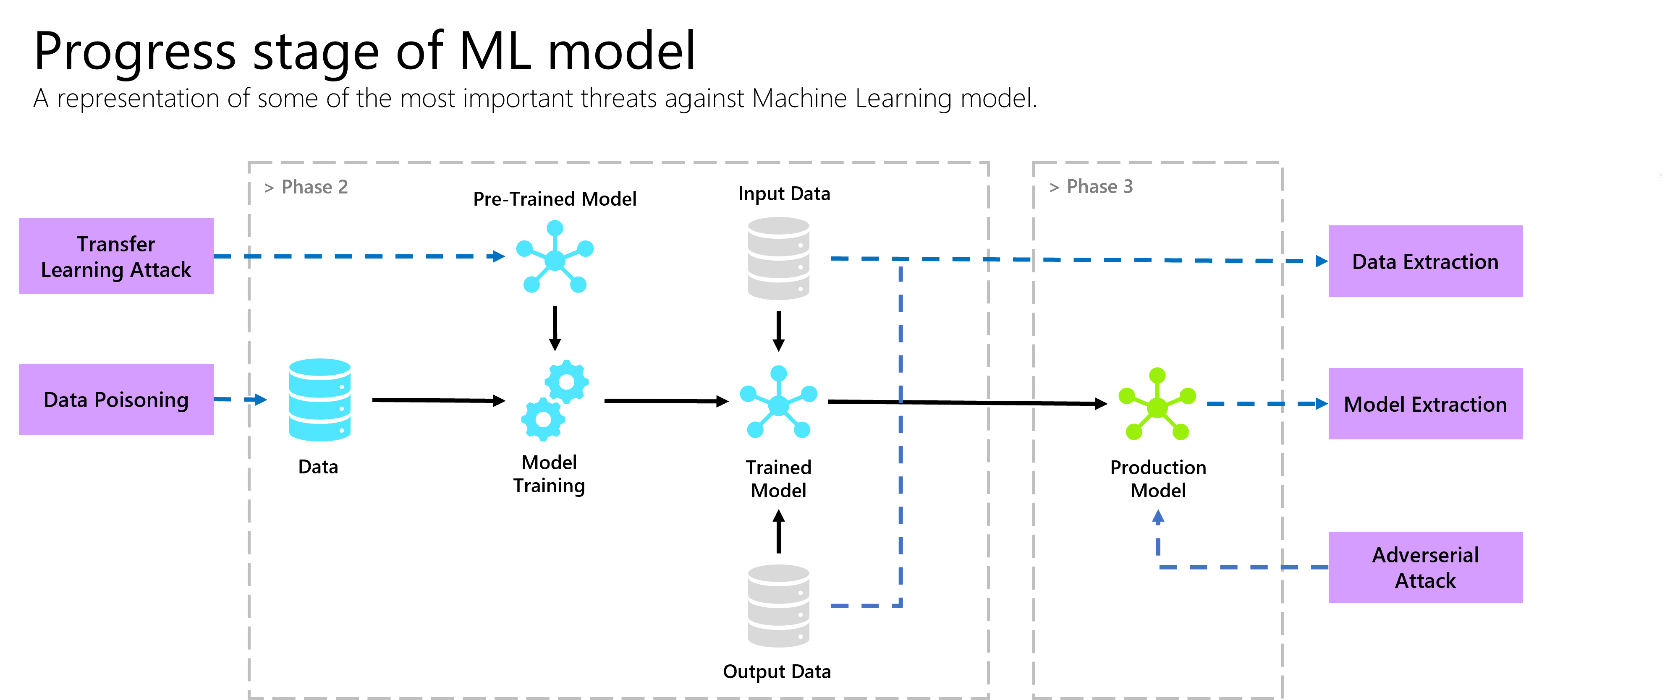 Progress stage of ML model
A representation of some of the most important threats against Machine Learning model.
> Phase 2
> Phase 3
Pre-Trained Model
Input Data
Transfer
Learning Attack
Data Extraction
Data Poisoning
Model Extraction
Data
Model
Training
Trained
Model
Production
Model
Adverserial
Attack
Output Data